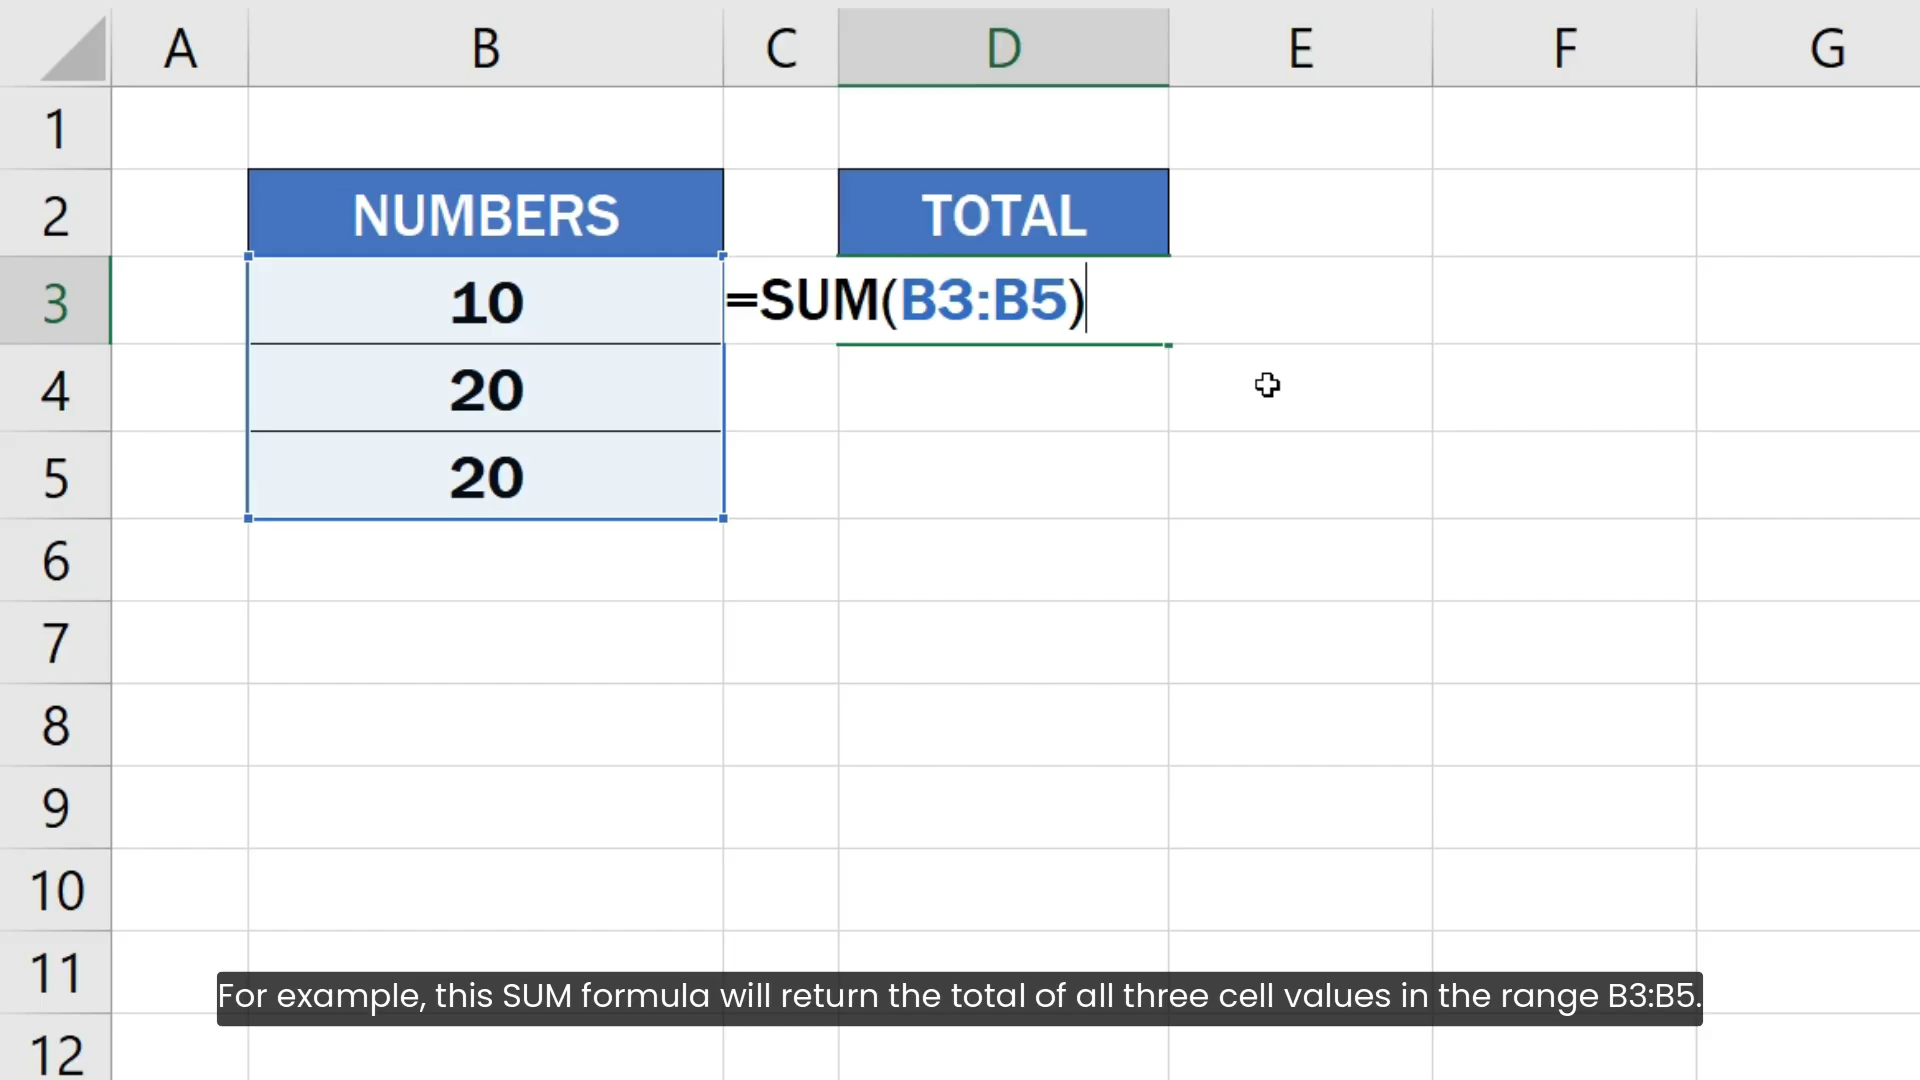 A B C D E F G
1
2 NUMBERS TOTAL
3 10 =SUM(B3:B5)
4 20
5 20
6
7
8
9
10
11
For example, this SUM formula will return the total of all three cell values in the range B3:B5.
12